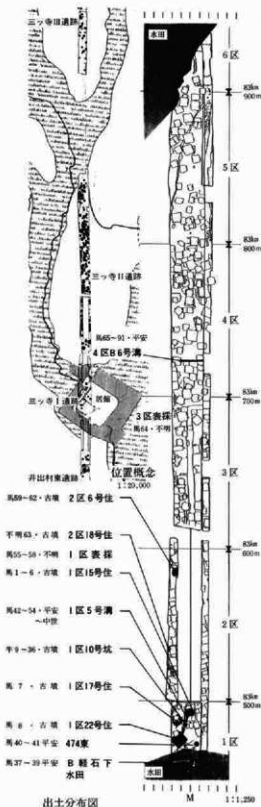 三ッ寺Ⅲ遺跡
三ッ寺Ⅱ遺跡
馬65~91・平安
4区B6号溝
居館
三ッ寺Ⅰ遺跡
3区表採
馬64・不明
井出村東遺跡
位置概念
1:20,000
馬59~62・古墳 2区6号住
不明63・古墳 2区18号住
馬55~58・不明 1区表採
馬1~6・古墳 1区15号住
馬42~54・平安 1区5号溝
~中世
牛9~36・古墳 1区10号坑
馬7・古墳 1区17号住
馬8・古墳 1区22号住
馬40~41平安 474東
馬37~39平安 B軽石下
水田
出土分布図
水田
6区
83km
900m
5区
83km
800m
4区
83km
700m
3区
83km
600m
2区
83km
500m
1区
水田
M
1:1,250